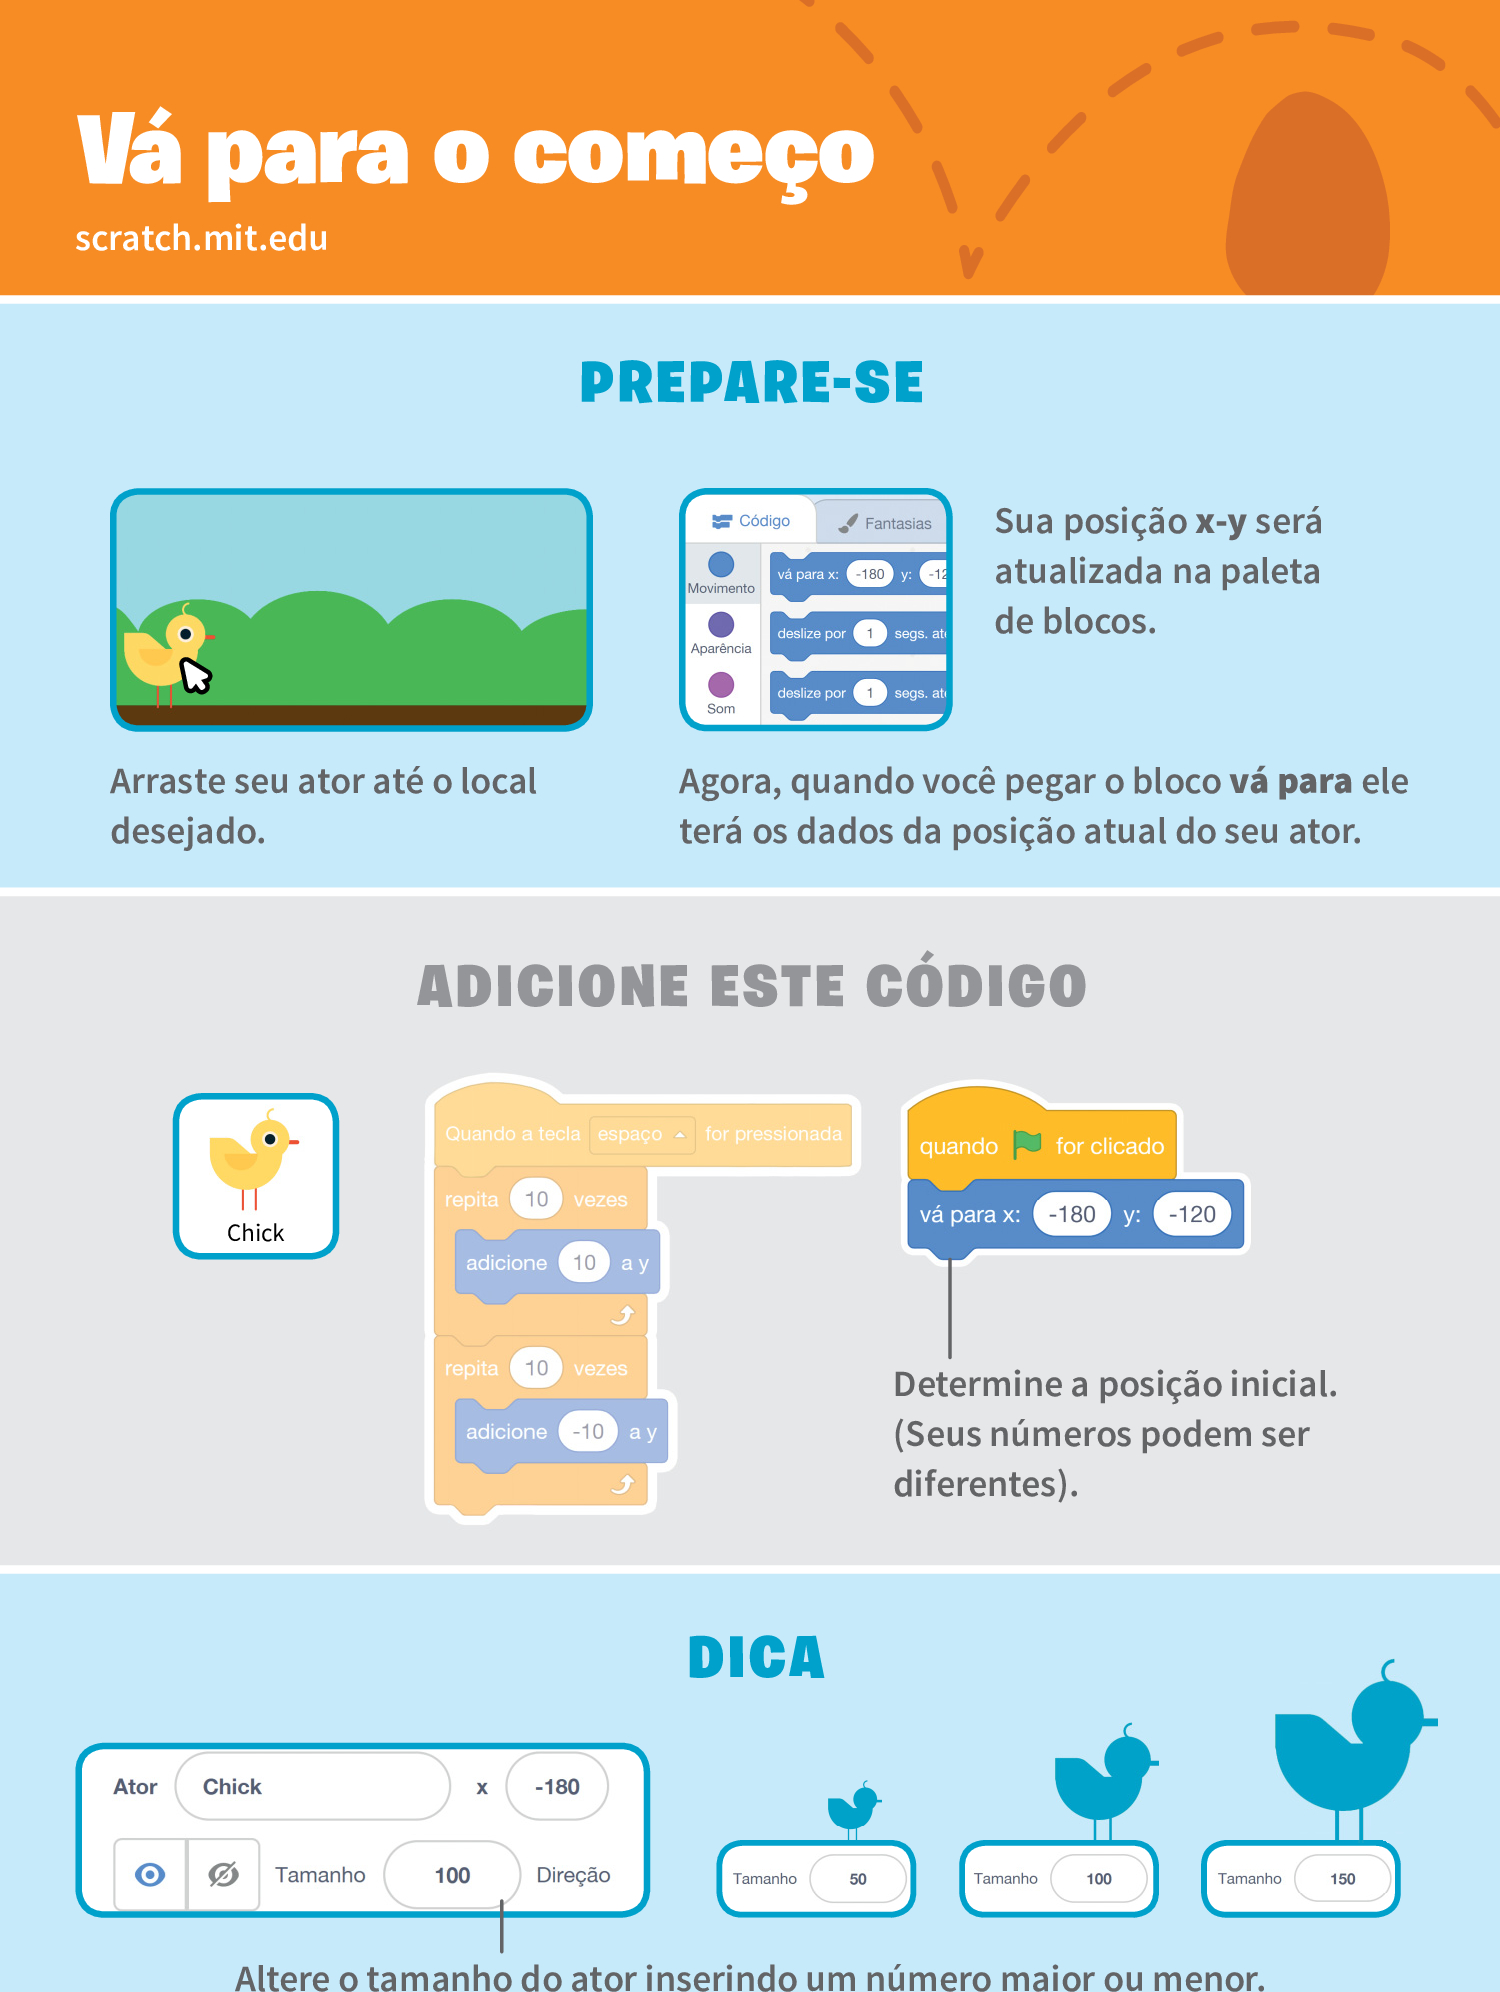 Vá para o começo
scratch.mit.edu
PREPARE-SE
Código
Fantasias
Movimento
Aparência
Som
vá para x: -180 y: -12
deslize por 1 segs. até
deslize por 1 segs. até
Sua posição x-y será
atualizada na paleta
de blocos.
Arraste seu ator até o local
desejado.
Agora, quando você pegar o bloco vá para ele
terá os dados da posição atual do seu ator.
ADICIONE ESTE CÓDIGO
Chick
Quando a tecla espaço for pressionada
repita 10 vezes
adicione 10 a y
repita 10 vezes
adicione -10 a y
quando for clicado
vá para x: -180 y: -120
Determine a posição inicial.
(Seus números podem ser
diferentes).
DICA
Ator Chick x -180
Tamanho 100 Direção
Tamanho 50
Tamanho 100
Tamanho 150
Altere o tamanho do ator inserindo um número maior ou menor.